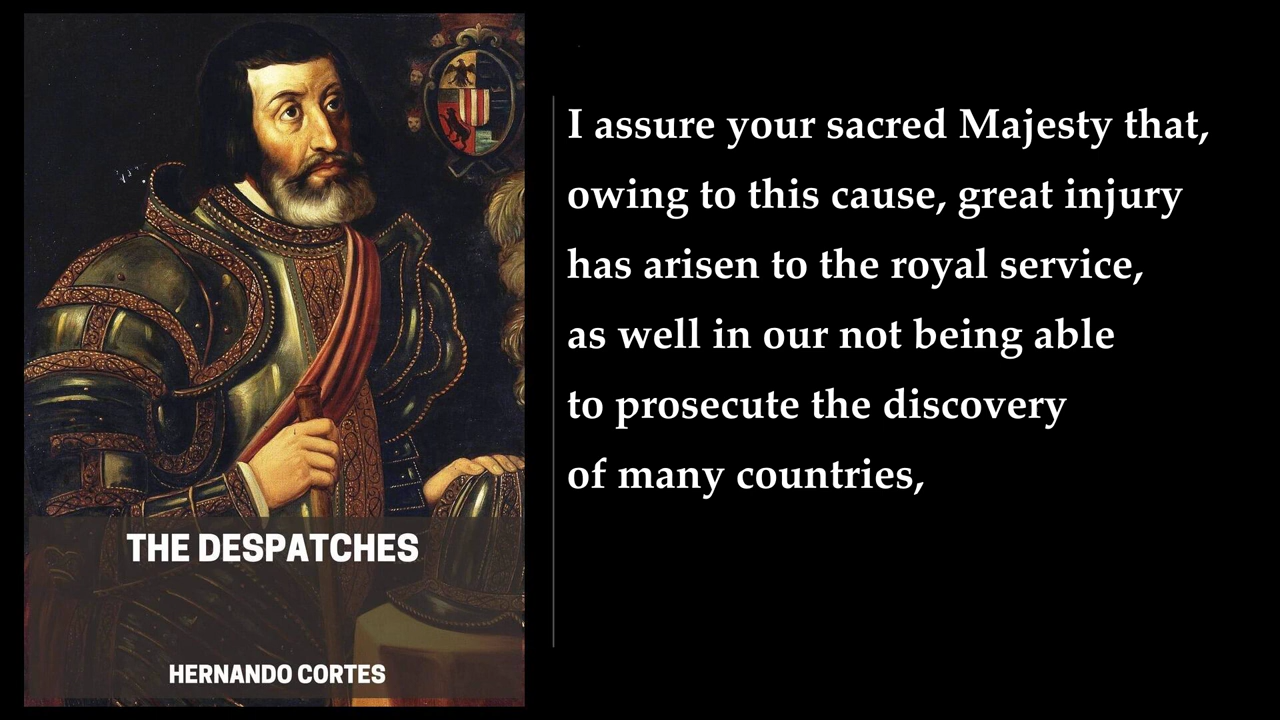 THE DESPATCHES
HERNANDO CORTES
I assure your sacred Majesty that,
owing to this cause, great injury
has arisen to the royal service,
as well in our not being able
to prosecute the discovery
of many countries,